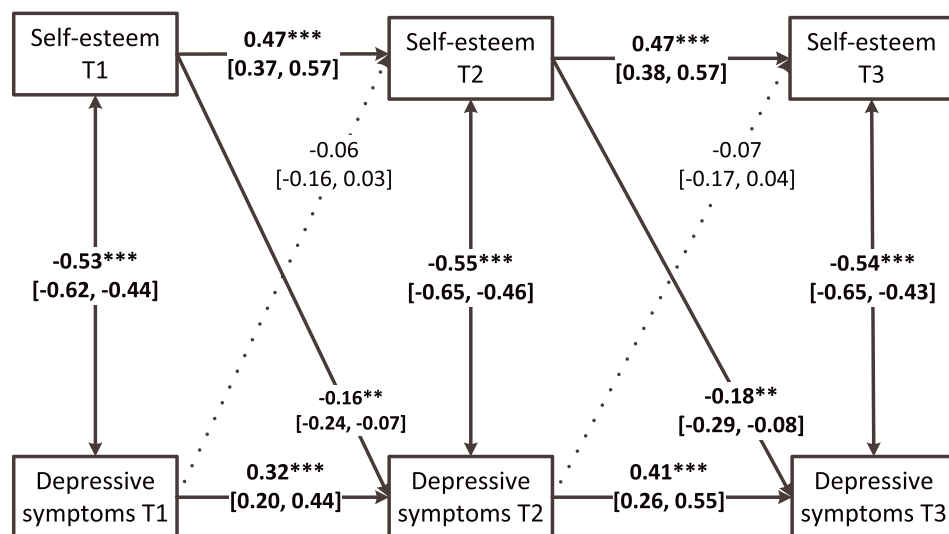 Self-esteem
T1
0.47***
[0.37, 0.57]
Self-esteem
T2
0.47***
[0.38, 0.57]
Self-esteem
T3
-0.06
[-0.16, 0.03]
-0.07
[-0.17, 0.04]
-0.53***
[-0.62, -0.44]
-0.55***
[-0.65, -0.46]
-0.54***
[-0.65, -0.43]
-0.16**
[-0.24, -0.07]
-0.18**
[-0.29, -0.08]
Depressive
symptoms T1
0.32***
[0.20, 0.44]
Depressive
symptoms T2
0.41***
[0.26, 0.55]
Depressive
symptoms T3